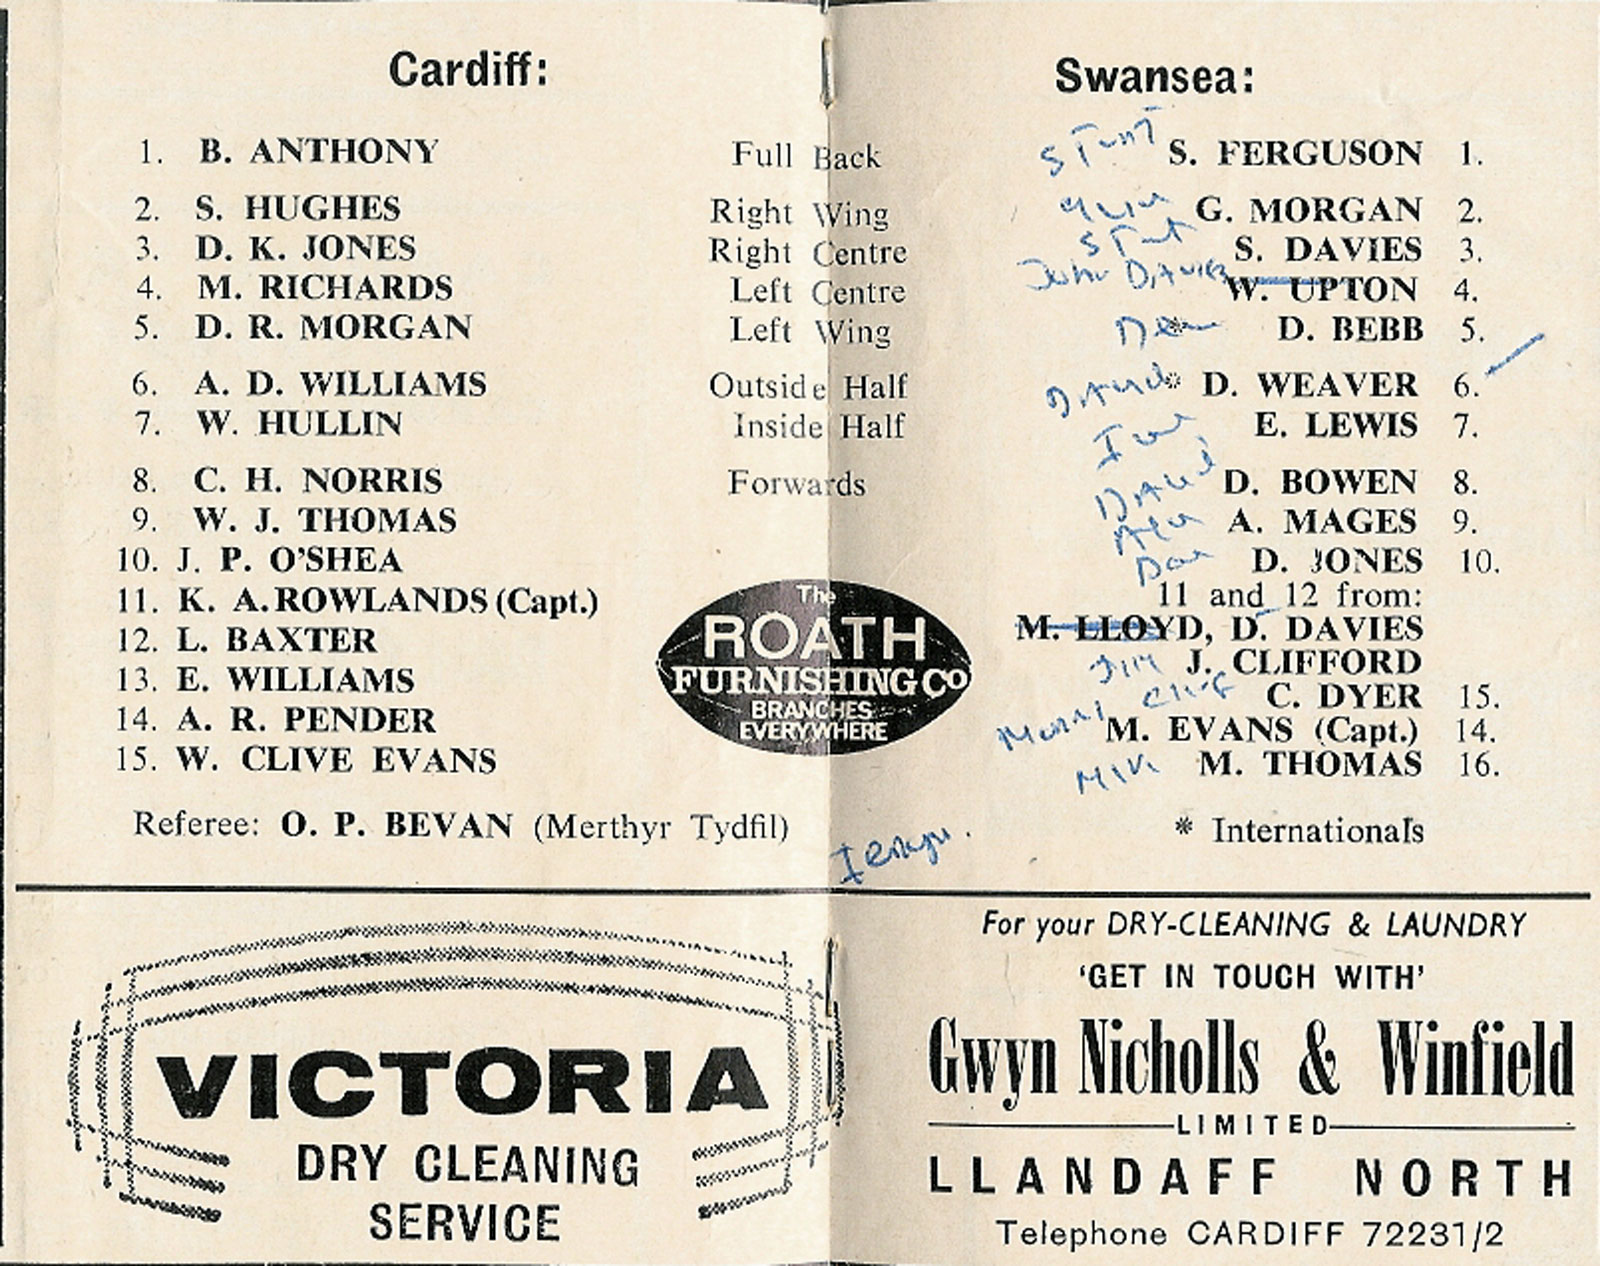 Cardiff:
1. B. ANTHONY
2. S. HUGHES
3. D. K. JONES
4. M. RICHARDS
5. D. R. MORGAN
6. A. D. WILLIAMS
7. W. HULLIN
8. C. H. NORRIS
9. W. J. THOMAS
10. J. P. O'SHEA
11. K. A. ROWLANDS (Capt.)
12. L. BAXTER
13. E. WILLIAMS
14. A. R. PENDER
15. W. CLIVE EVANS
Referee: O. P. BEVAN (Merthyr Tydfil)
Full Back
Right Wing
Right Centre
Left Centre
Left Wing
Outside Half
Inside Half
Forwards
The
ROATH
FURNISHING Co
BRANCHES
EVERYWHERE
Swansea:
S. FERGUSON 1.
G. MORGAN 2.
S. DAVIES 3.
John Davies W. UPTON 4.
* D. BEBB 5.
David * D. WEAVER 6.
E. LEWIS 7.
David D. BOWEN 8.
A. MAGES 9.
D. JONES 10.
11 and 12 from:
M. LLOYD, D. DAVIES
J. CLIFFORD
C. DYER 15.
M. EVANS (Capt.) 14.
M. THOMAS 16.
* Internationals
VICTORIA
DRY CLEANING
SERVICE
For your DRY-CLEANING & LAUNDRY
'GET IN TOUCH WITH'
Gwyn Nicholls & Winfield
LIMITED
LLANDAFF NORTH
Telephone CARDIFF 72231/2